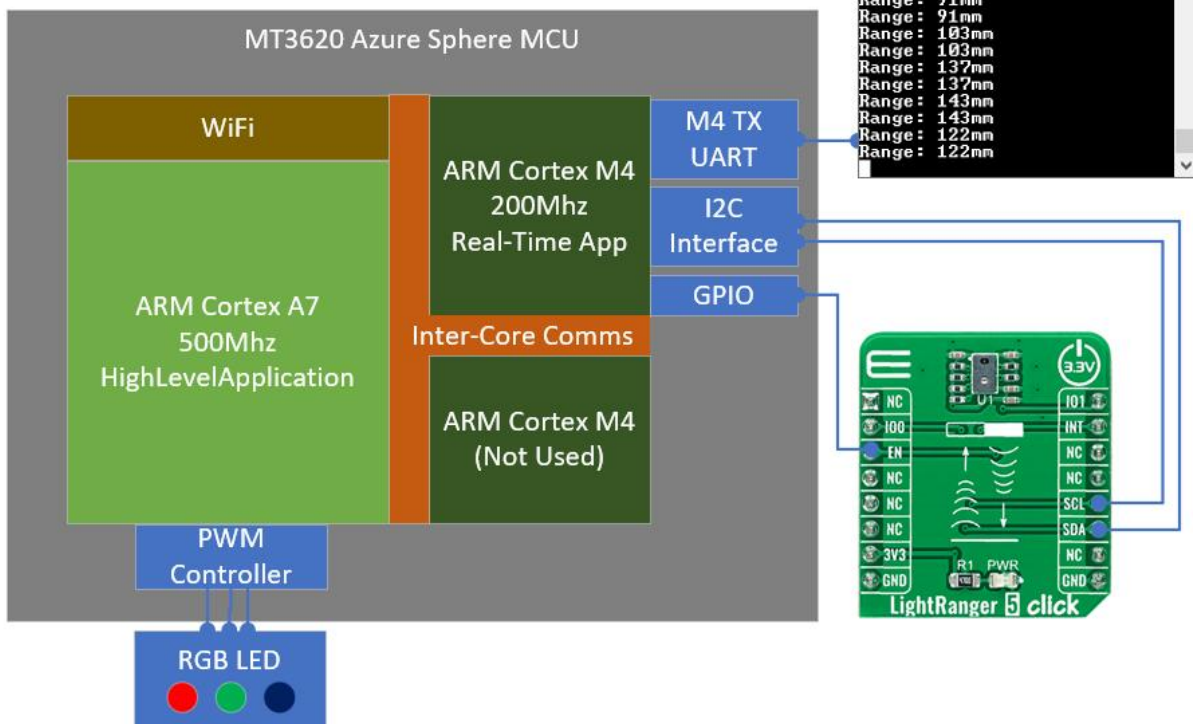 MT3620 Azure Sphere MCU
WiFi
ARM Cortex A7
500Mhz
HighLevelApplication
Inter-Core Comms
ARM Cortex M4
200Mhz
Real-Time App
ARM Cortex M4
(Not Used)
M4 TX
UART
I2C
Interface
GPIO
PWM
Controller
RGB LED
Range: 91mm
Range: 91mm
Range: 103mm
Range: 103mm
Range: 137mm
Range: 137mm
Range: 143mm
Range: 143mm
Range: 122mm
Range: 122mm
3.3V
U1
NC
IO0
EN
NC
NC
NC
3V3
GND
IO1
INT
NC
NC
SCL
SDA
NC
GND
R1 PWR
LightRanger 5 click